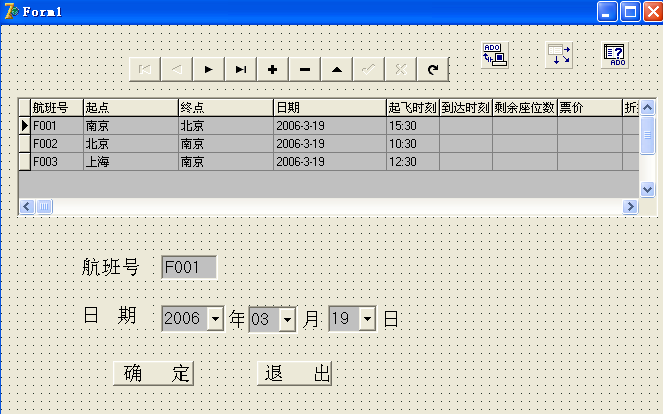 Form1
ADO
ADO
航班号 起点 终点 日期 起飞时刻 到达时刻 剩余座位数 票价 折
F001 南京 北京 2006-3-19 15:30
F002 北京 南京 2006-3-19 10:30
F003 上海 南京 2006-3-19 12:30
航班号 F001
日 期 2006 年 03 月 19 日
确 定 退 出